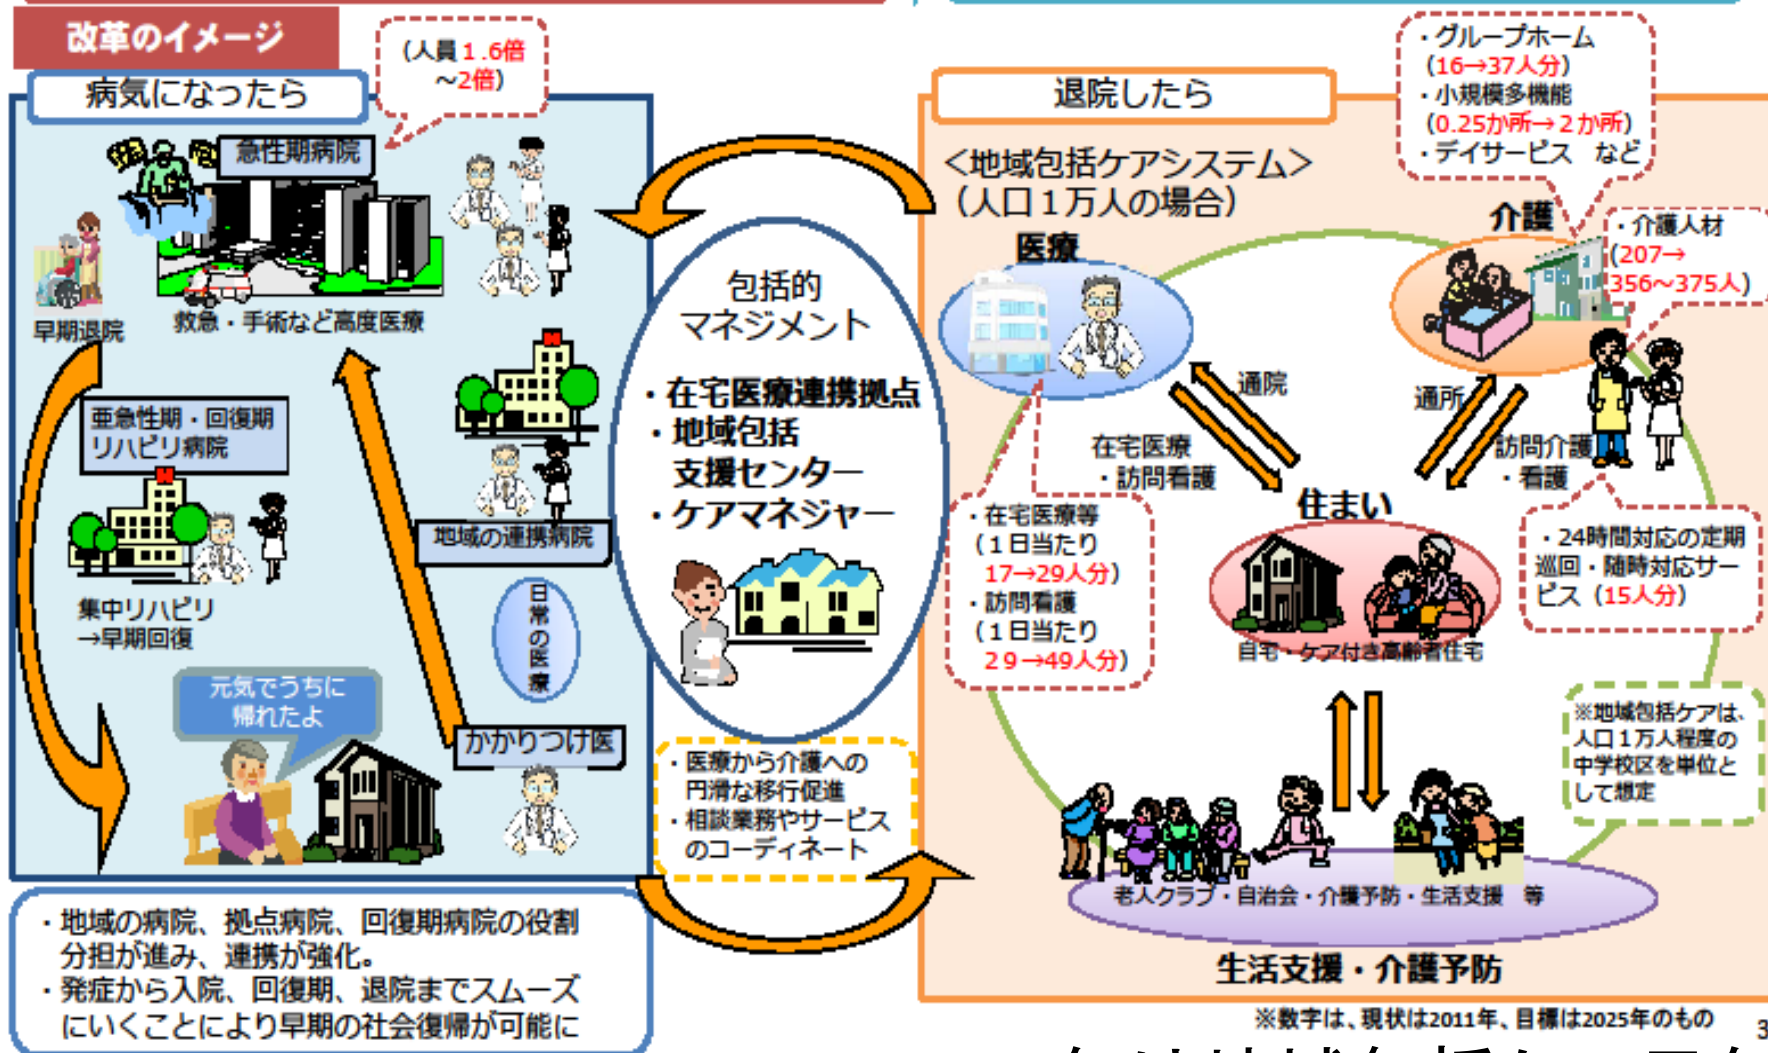 改革のイメージ
(人員1.6倍
～2倍)
病気になったら
急性期病院
早期退院
救急・手術など高度医療
亜急性期・回復期
リハビリ病院
集中リハビリ
→早期回復
地域の連携病院
日常の医療
元気でうちに
帰れたよ
かかりつけ医
・地域の病院、拠点病院、回復期病院の役割
分担が進み、連携が強化。
・発症から入院、回復期、退院までスムーズ
にいくことにより早期の社会復帰が可能に
包括的
マネジメント
・在宅医療連携拠点
・地域包括
支援センター
・ケアマネジャー
・医療から介護への
円滑な移行促進
・相談業務やサービス
のコーディネート
退院したら
＜地域包括ケアシステム＞
（人口１万人の場合）
・グループホーム
（16→37人分）
・小規模多機能
（0.25か所→２か所）
・デイサービス　など
介護
・介護人材
(207→
356～375人)
医療
通院
在宅医療
・訪問看護
通所
訪問介護
・看護
・在宅医療等
（１日当たり
17→29人分）
・訪問看護
（１日当たり
２９→49人分）
住まい
自宅・ケア付き高齢者住宅
・24時間対応の定期
巡回・随時対応サー
ビス（15人分）
※地域包括ケアは、
人口１万人程度の
中学校区を単位と
して想定
老人クラブ・自治会・介護予防・生活支援　等
生活支援・介護予防
※数字は、現状は2011年、目標は2025年のもの
3